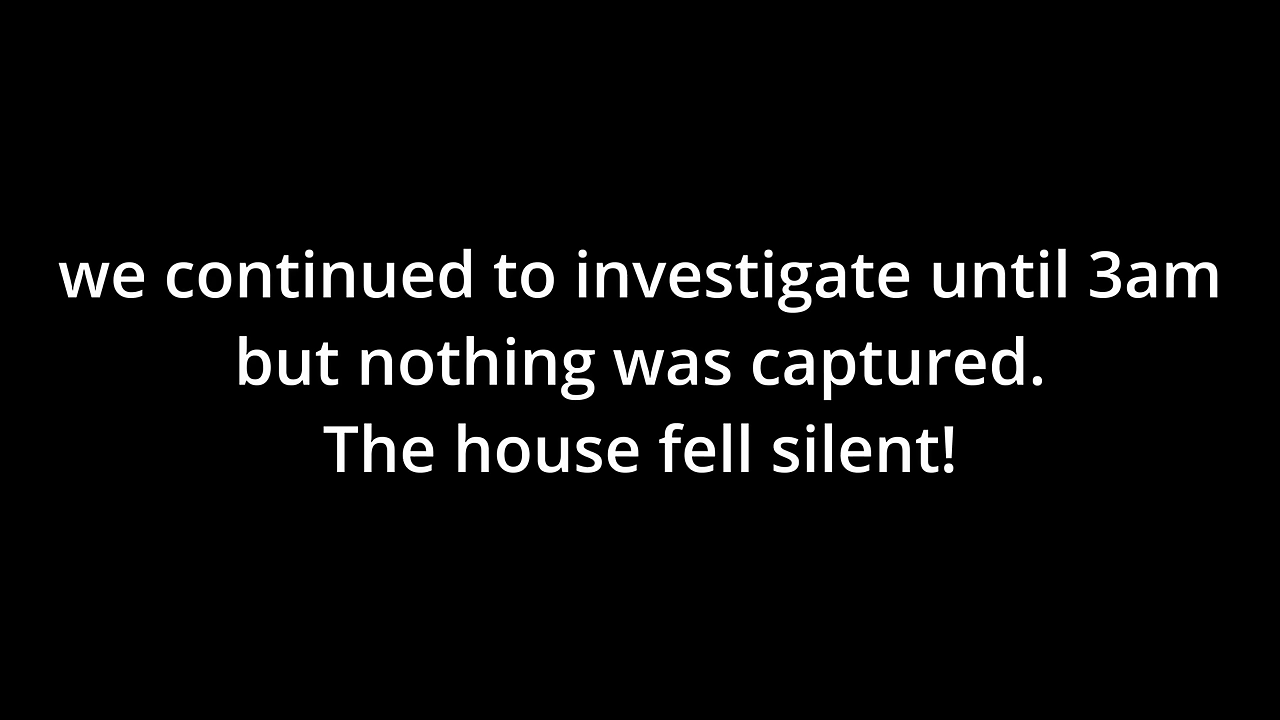 we continued to investigate until 3am
but nothing was captured.
The house fell silent!